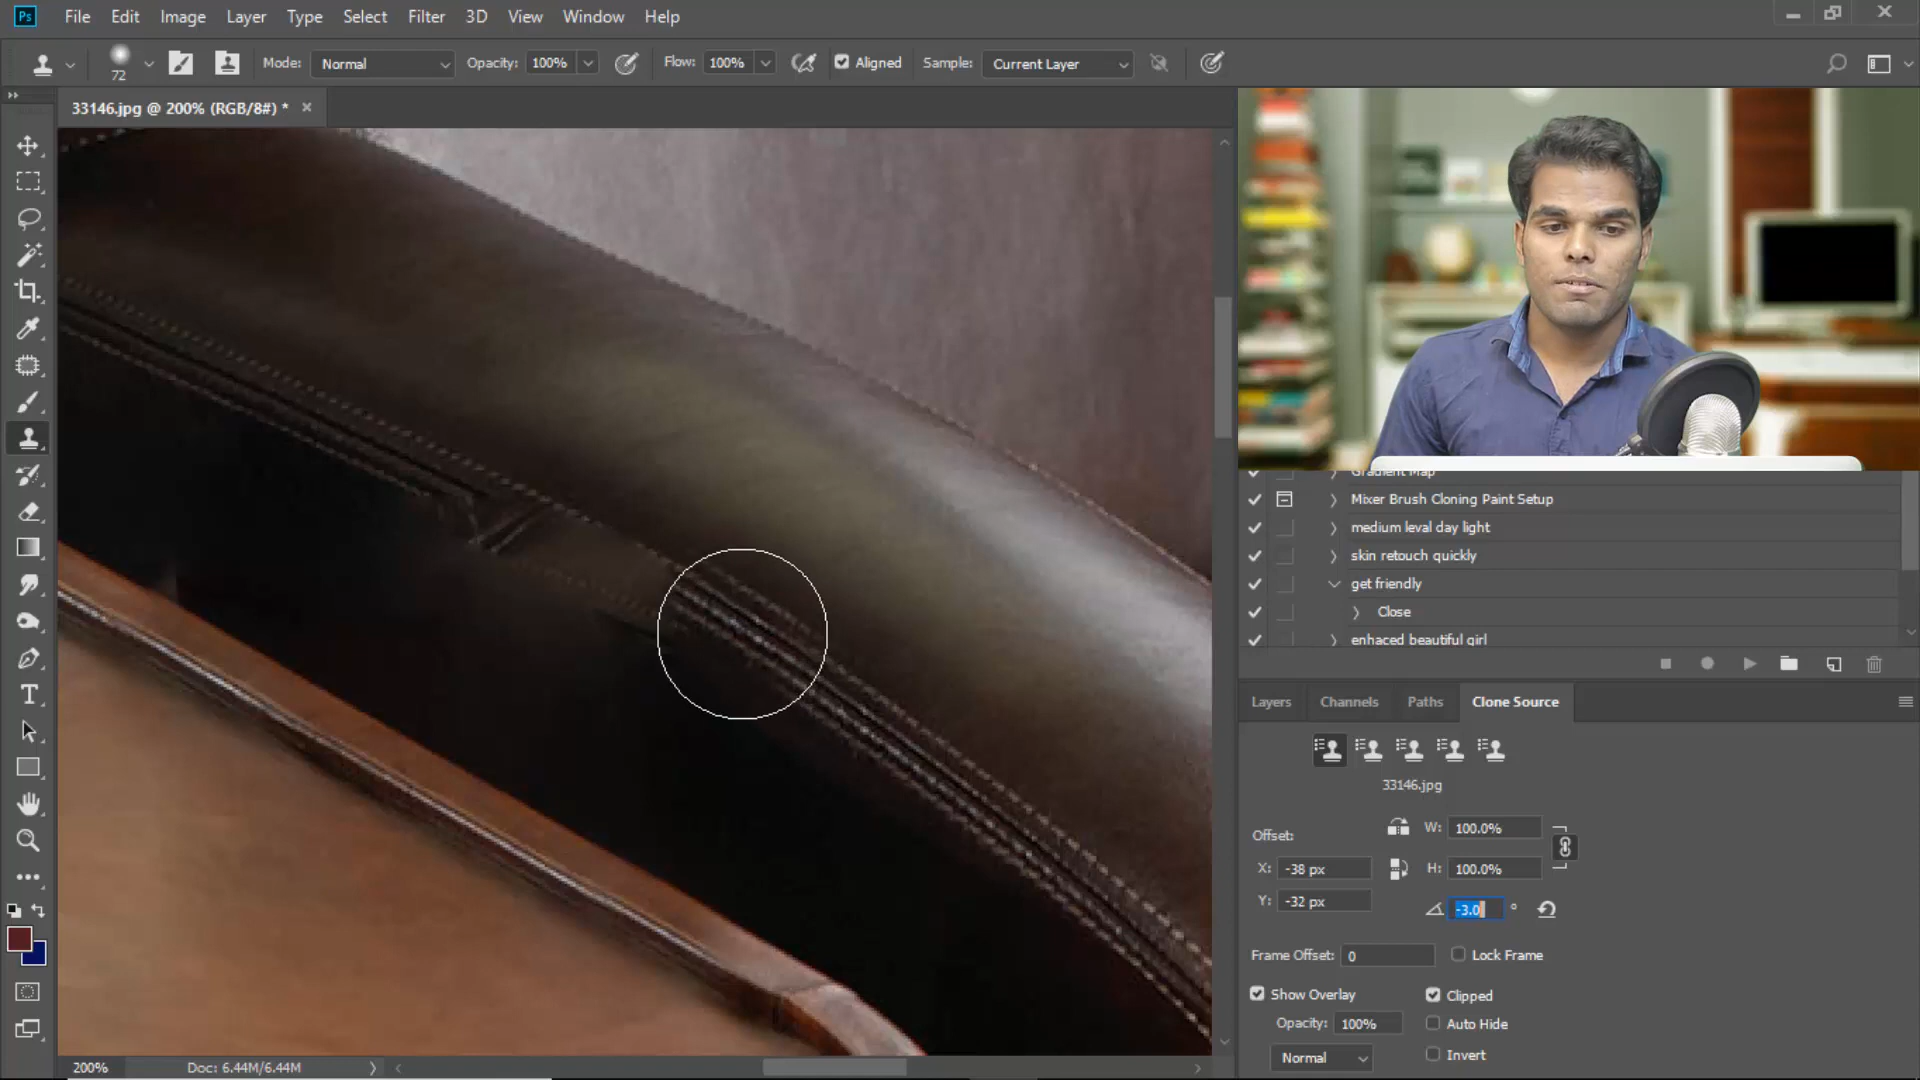 Ps File Edit Image Layer Type Select Filter 3D View Window Help
72 Mode: Normal Opacity: 100% Flow: 100% Aligned Sample: Current Layer
33146.jpg @ 200% (RGB/8#) * ×
Gradient Map
Mixer Brush Cloning Paint Setup
medium leval day light
skin retouch quickly
get friendly
Close
enhaced beautiful girl
Layers Channels Paths Clone Source
33146.jpg
Offset: W: 100.0%
X: -38 px H: 100.0%
Y: -32 px -3.0 °
Frame Offset: 0 Lock Frame
Show Overlay Clipped
Opacity: 100% Auto Hide
Normal Invert
200% Doc: 6.44M/6.44M